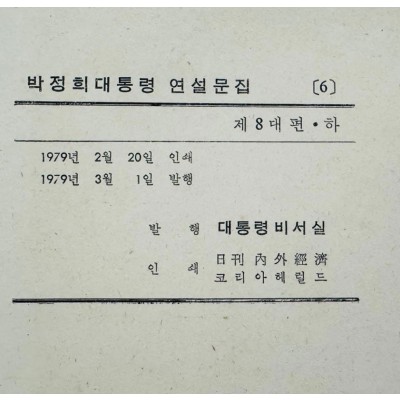 박정희대통령 연설문집 〔6〕
제8대편·하
1979년 2월 20일 인쇄
1979년 3월 1일 발행
발 행 대통령비서실
인 쇄 日刊 內外經濟
코리아헤럴드